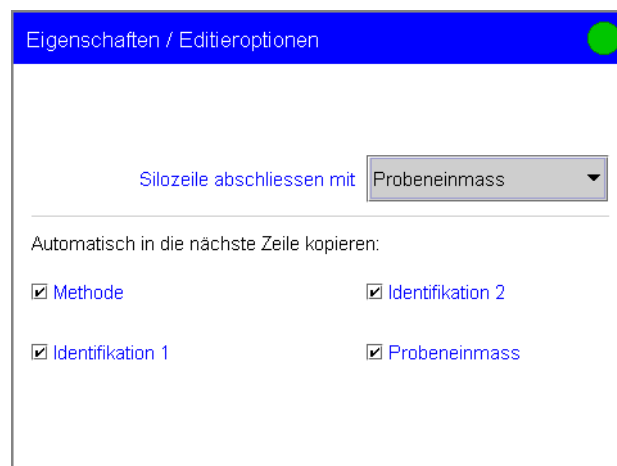 Eigenschaften / Editieroptionen
Silozeile abschliessen mit Probeneinmass
Automatisch in die nächste Zeile kopieren:
Methode Identifikation 2
Identifikation 1 Probeneinmass